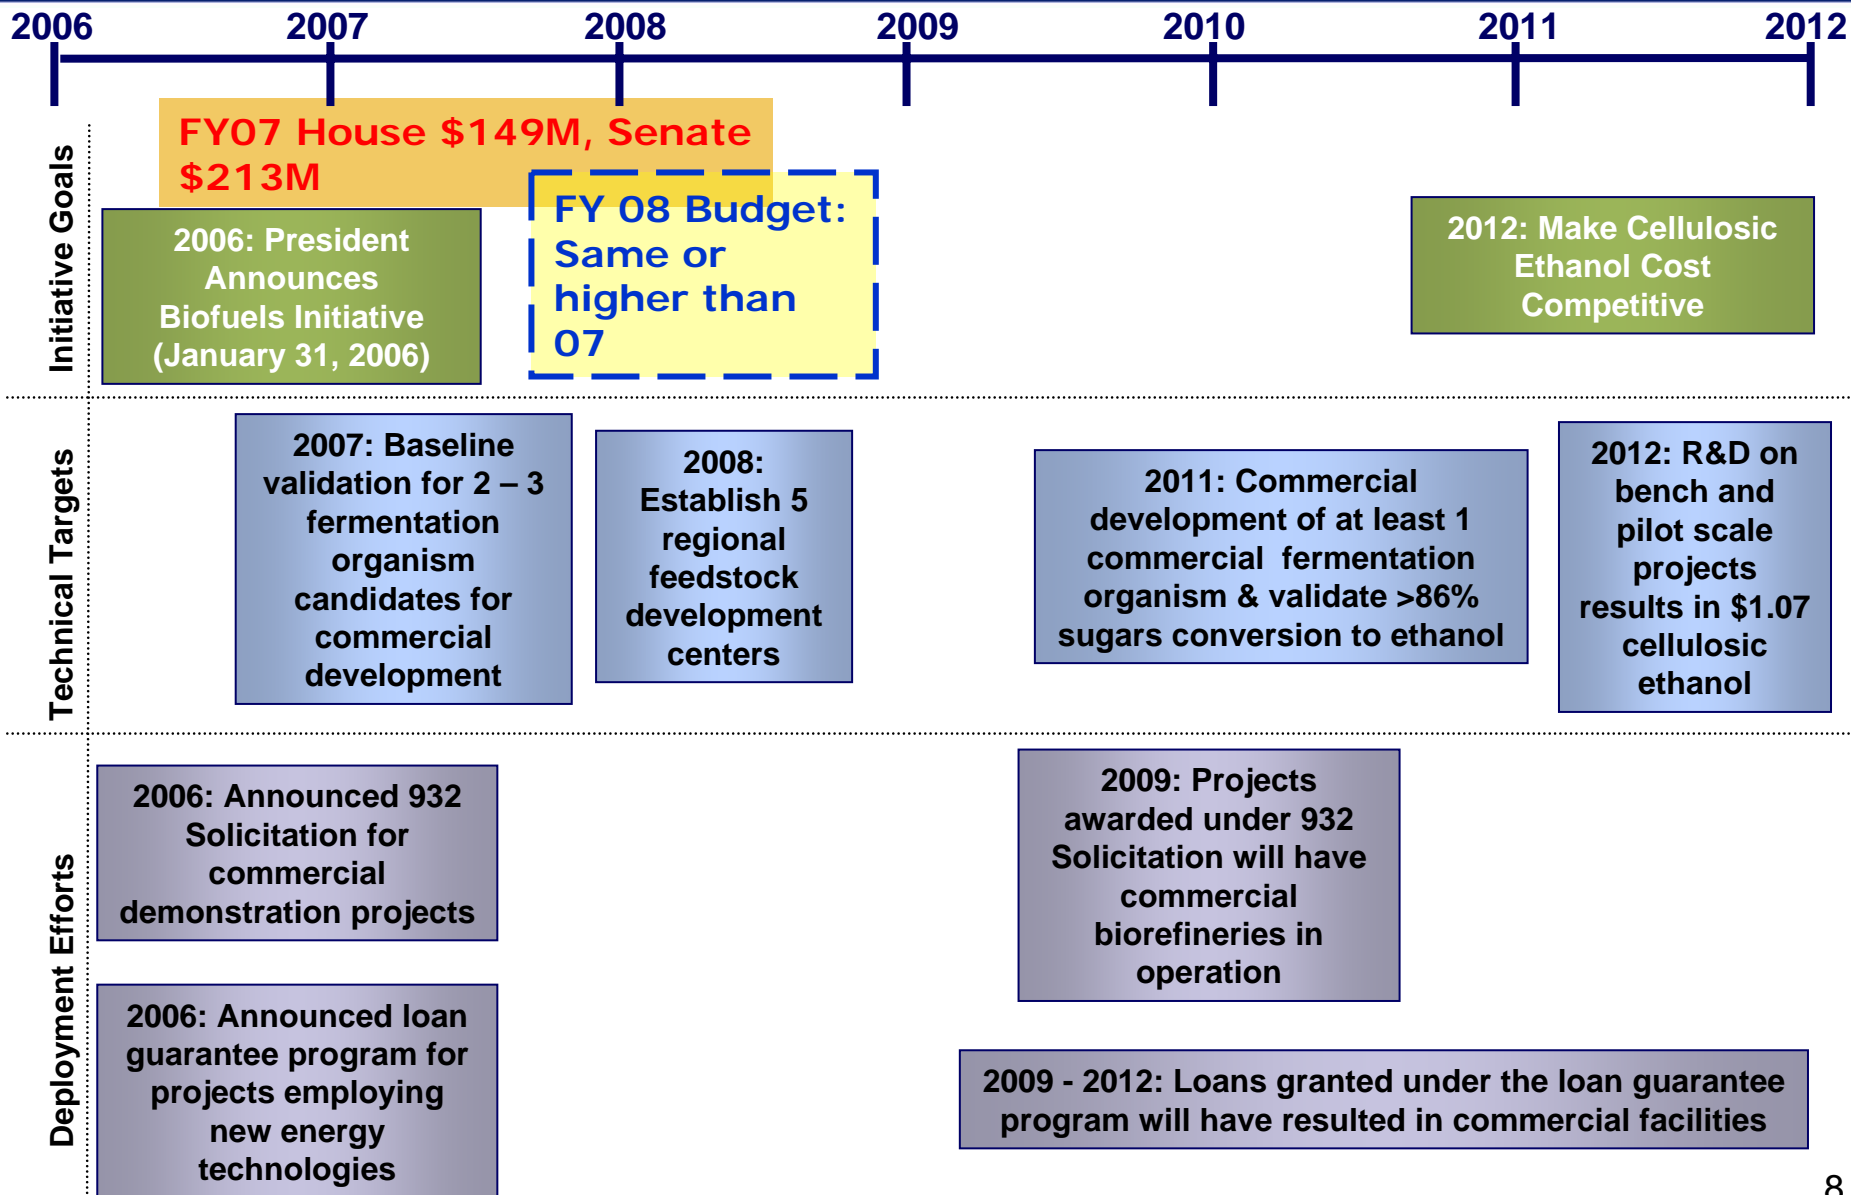 2006 2007 2008 2009 2010 2011 2012
Initiative Goals
FY07 House $149M, Senate
$213M
2006: President
Announces
Biofuels Initiative
(January 31, 2006)
FY 08 Budget:
Same or
higher than
07
2012: Make Cellulosic
Ethanol Cost
Competitive
Technical Targets
2007: Baseline
validation for 2 – 3
fermentation
organism
candidates for
commercial
development
2008:
Establish 5
regional
feedstock
development
centers
2011: Commercial
development of at least 1
commercial fermentation
organism & validate >86%
sugars conversion to ethanol
2012: R&D on
bench and
pilot scale
projects
results in $1.07
cellulosic
ethanol
Deployment Efforts
2006: Announced 932
Solicitation for
commercial
demonstration projects
2009: Projects
awarded under 932
Solicitation will have
commercial
biorefineries in
operation
2006: Announced loan
guarantee program for
projects employing
new energy
technologies
2009 - 2012: Loans granted under the loan guarantee
program will have resulted in commercial facilities
8